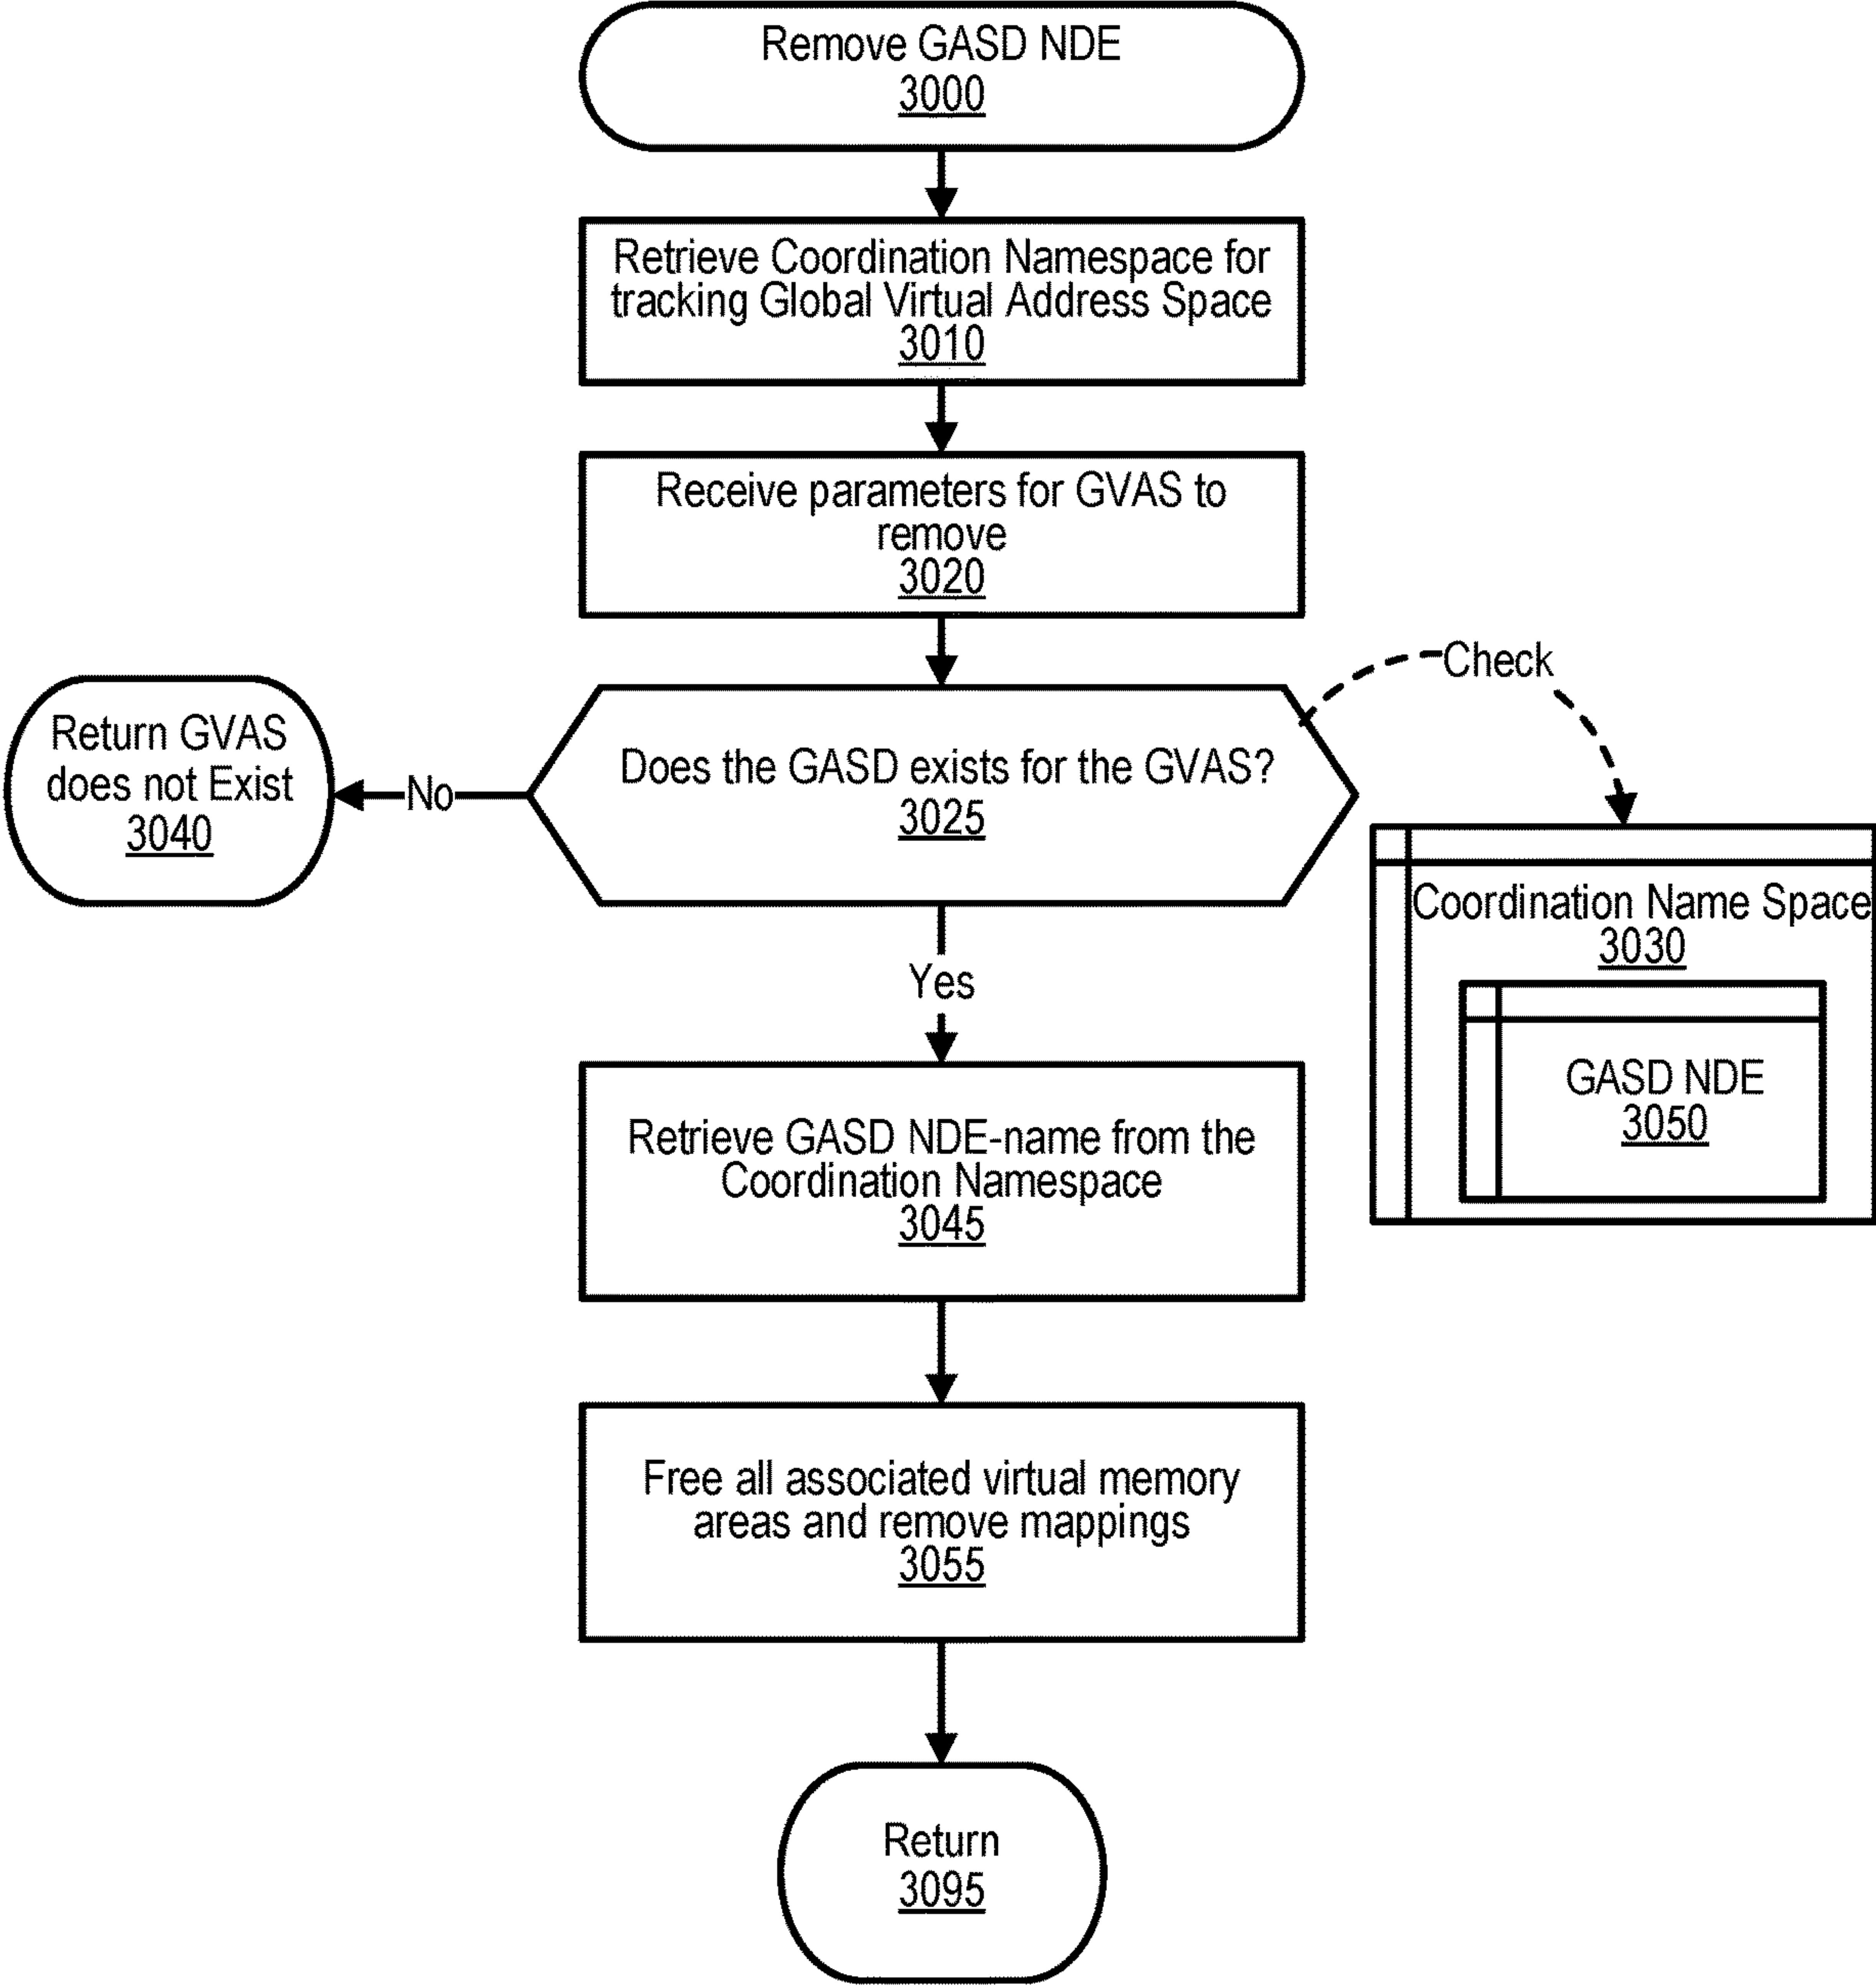 Remove GASD NDE
3000
Retrieve Coordination Namespace for
tracking Global Virtual Address Space
3010
Receive parameters for GVAS to
remove
3020
Check
Return GVAS
does not Exist
3040
No
Does the GASD exists for the GVAS?
3025
Coordination Name Space
3030
GASD NDE
3050
Yes
Retrieve GASD NDE-name from the
Coordination Namespace
3045
Free all associated virtual memory
areas and remove mappings
3055
Return
3095